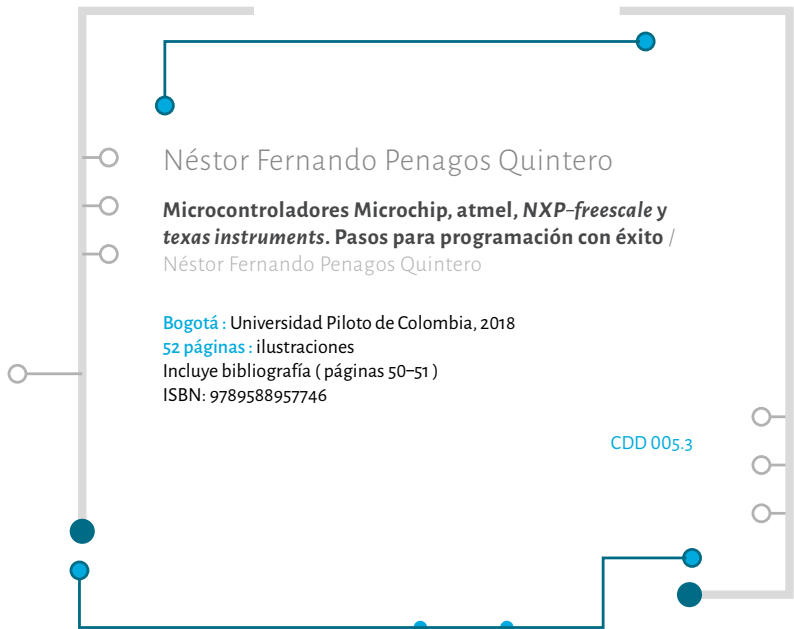 Néstor Fernando Penagos Quintero
Microcontroladores Microchip, atmel, NXP–freescale y
texas instruments. Pasos para programación con éxito /
Néstor Fernando Penagos Quintero
Bogotá : Universidad Piloto de Colombia, 2018
52 páginas : ilustraciones
Incluye bibliografía ( páginas 50–51 )
ISBN: 9789588957746
CDD 005.3